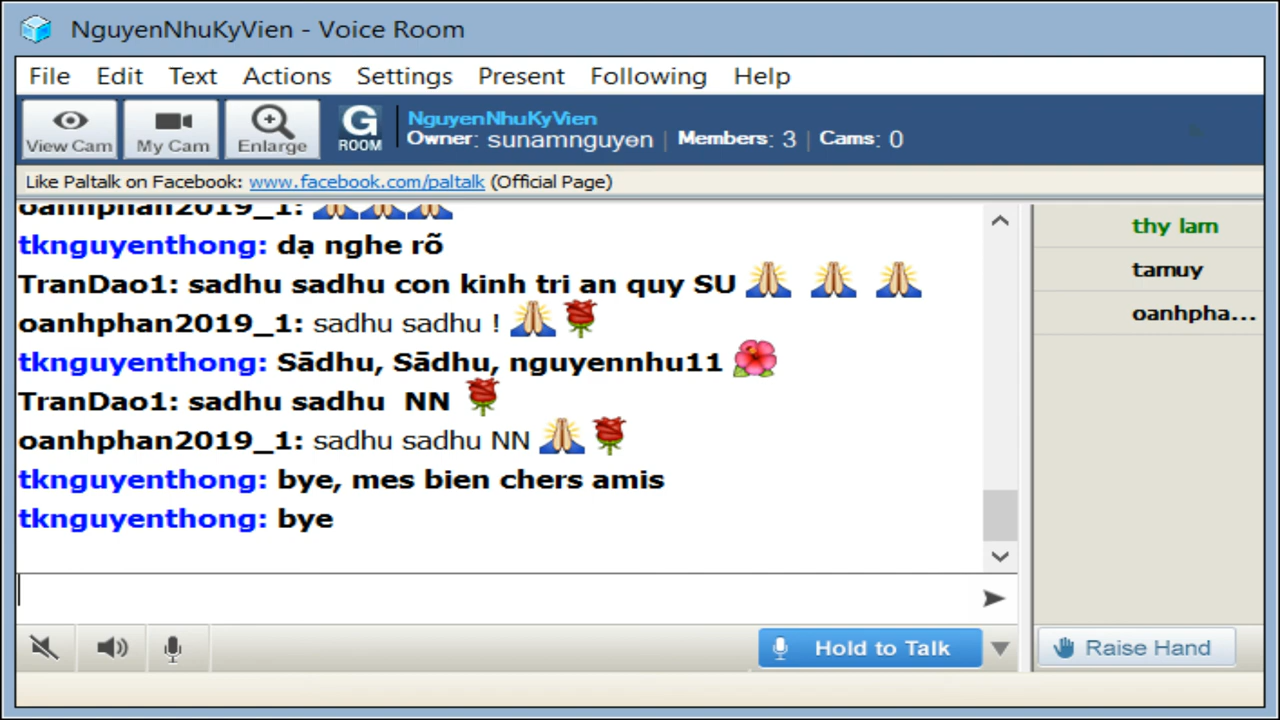 NguyenNhuKyVien - Voice Room
File Edit Text Actions Settings Present Following Help
View Cam
My Cam
Enlarge
G ROOM
NguyenNhuKyVien
Owner: sunamnguyen | Members: 3 | Cams: 0
Like Paltalk on Facebook: www.facebook.com/paltalk (Official Page)
oanhphan2019_1: 🙏🙏🙏
tknguyenthong: dạ nghe rõ
TranDao1: sadhu sadhu con kinh tri an quy SU 🙏 🙏 🙏
oanhphan2019_1: sadhu sadhu ! 🙏🌹
tknguyenthong: Sādhu, Sādhu, nguyennhu11 🌺
TranDao1: sadhu sadhu NN 🌹
oanhphan2019_1: sadhu sadhu NN 🙏🌹
tknguyenthong: bye, mes bien chers amis
tknguyenthong: bye
thy lam
tamuy
oanhpha...
Hold to Talk
Raise Hand